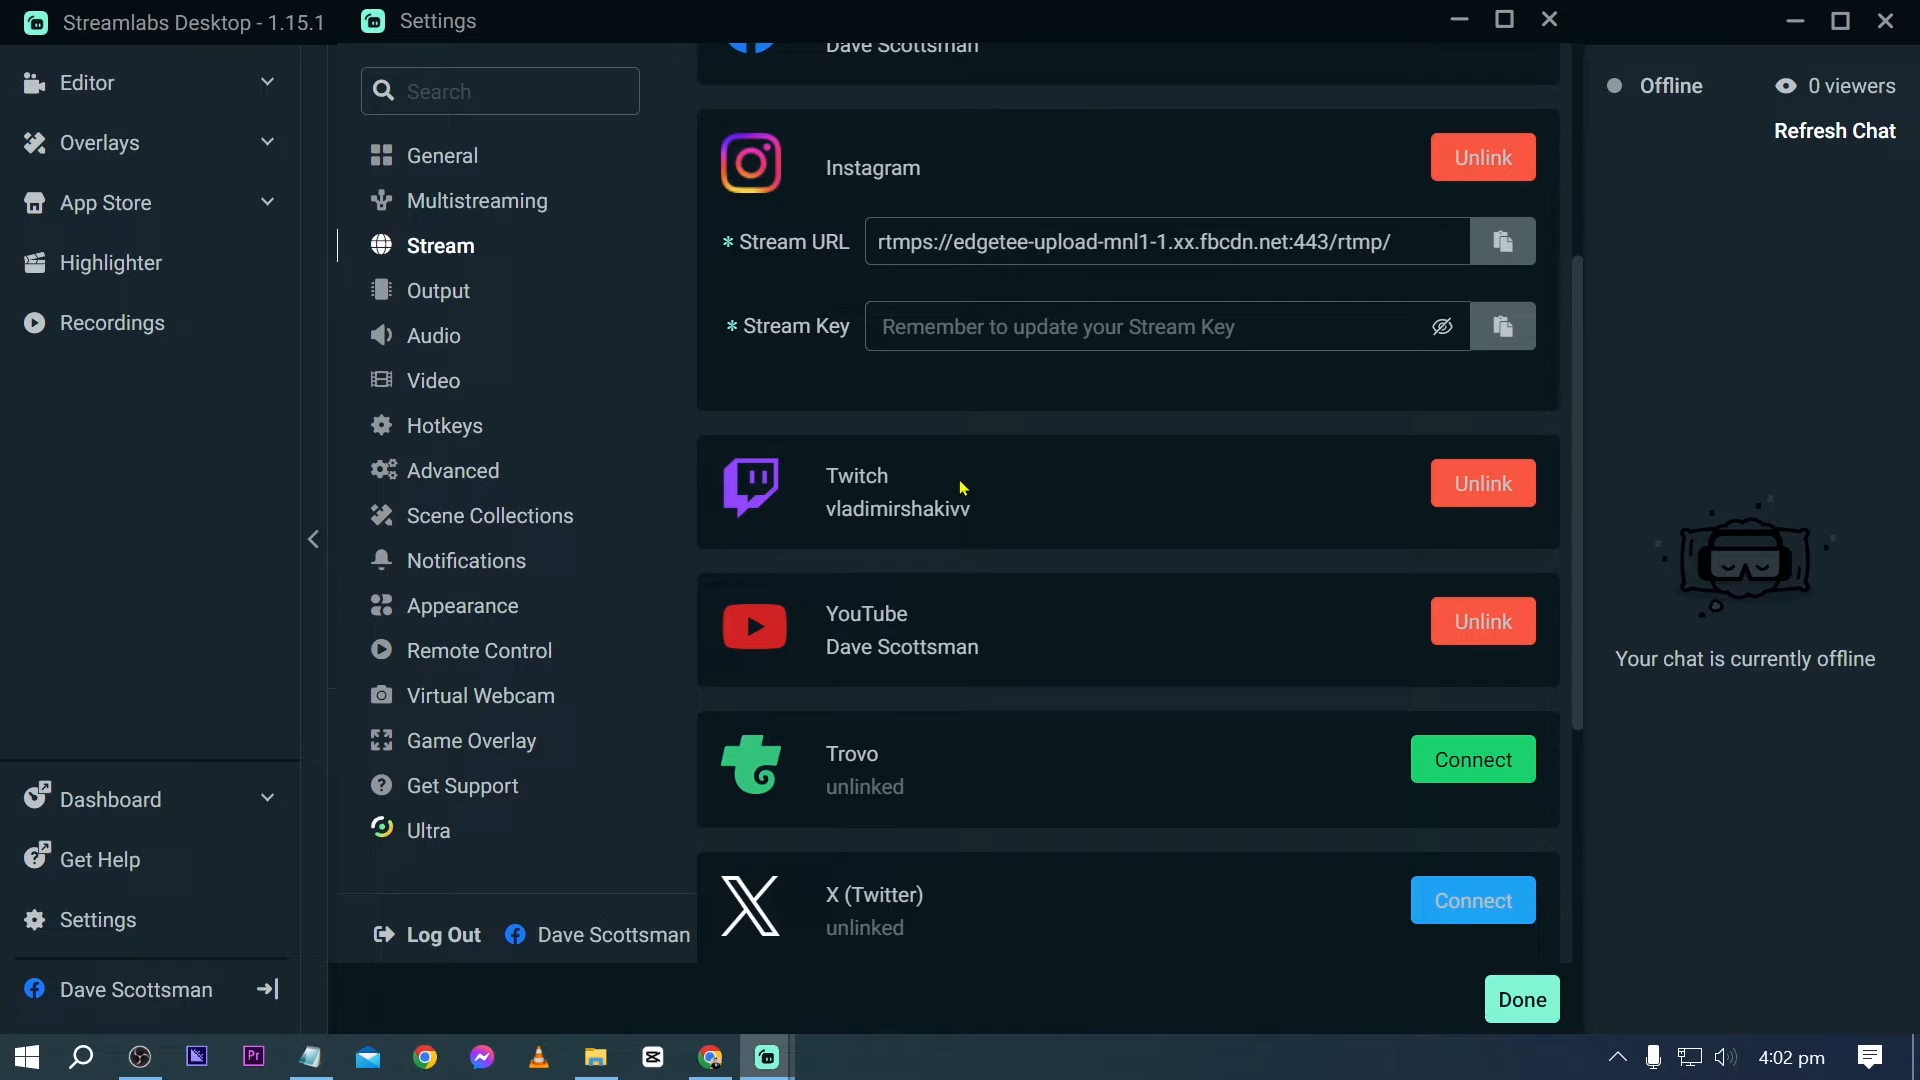 Streamlabs Desktop - 1.15.1
Editor
Overlays
App Store
Highlighter
Recordings
Dashboard
Get Help
Settings
Dave Scottsman
Settings
Search
General
Multistreaming
Stream
Output
Audio
Video
Hotkeys
Advanced
Scene Collections
Notifications
Appearance
Remote Control
Virtual Webcam
Game Overlay
Get Support
Ultra
Log Out Dave Scottsman
Dave Scottsman
Instagram
Unlink
* Stream URL rtmps://edgetee-upload-mnl1-1.xx.fbcdn.net:443/rtmp/
* Stream Key Remember to update your Stream Key
Twitch
vladimirshakivv
Unlink
YouTube
Dave Scottsman
Unlink
Trovo
unlinked
Connect
X (Twitter)
unlinked
Connect
Done
Offline 0 viewers
Refresh Chat
Your chat is currently offline
Pr
4:02 pm